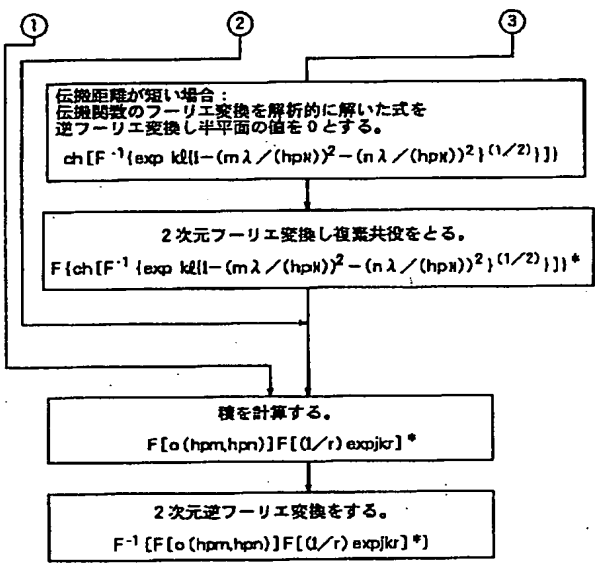 1
2
3
伝搬距離が短い場合：
伝搬関数のフーリエ変換を解析的に解いた式を
逆フーリエ変換し半平面の値を0とする。
ch[F⁻¹{exp kl{1-(mλ/(hpN))²-(nλ/(hpN))²}^(1/2)}]}
2次元フーリエ変換し複素共役をとる。
F{ch[F⁻¹{exp kl{1-(mλ/(hpN))²-(nλ/(hpN))²}^(1/2)}]}*
積を計算する。
F[o(hpm,hpn)]F[(1/r)expjkr]*
2次元逆フーリエ変換をする。
F⁻¹{F[o(hpm,hpn)]F[(1/r)expjkr]*}